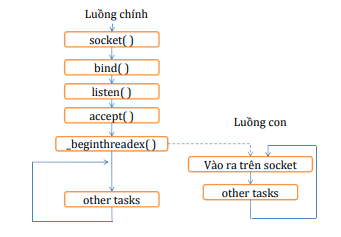 Luồng chính
socket( )
bind( )
listen( )
accept( )
_beginthreadex( )
other tasks
Luồng con
Vào ra trên socket
other tasks